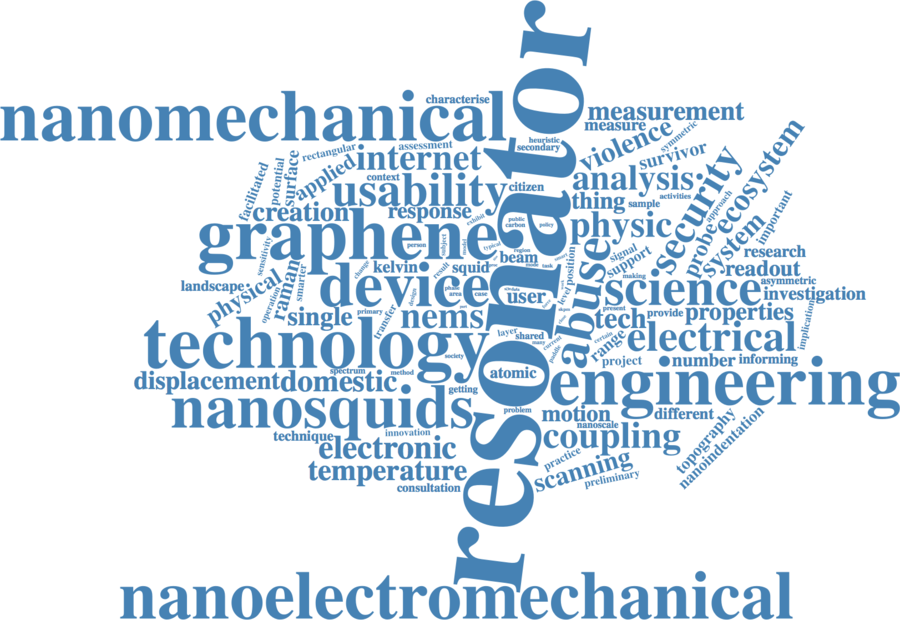 resonator
nanomechanical
characterise
measurement
measure
heuristic
secondary
violence
symmetric
survivor
rectangular
assessment
internet
applied
surface
potential
facilitated
context
usability
citizen
analysis
activities
thing
sample
security
ecosystem
approach
important
creation
response
exhibit
public
carbon
policy
physic
probe
system
graphene
person
subject
model
typical
region
beam
signal
support
research
readout
sensitivity
kelvin
squid
result
position
making
asymmetric
landscape
physical
raman
smarter
operation
change
device
design
phase
area
case
user
level
abuse
science
investigation
implication
single
primary
transfer
nems
present
tech
provide
properties
technology
layer
shared
many
current
certain
range
electrical
society
atomic
project
number
informing
displacement
domestic
spectrum
method
getting
engineering
nanosquids
problem
motion
nanoscale
different
technique
innovation
electronic
coupling
topography
nanoindentation
temperature
practice
scanning
preliminary
consultation
nanoelectromechanical